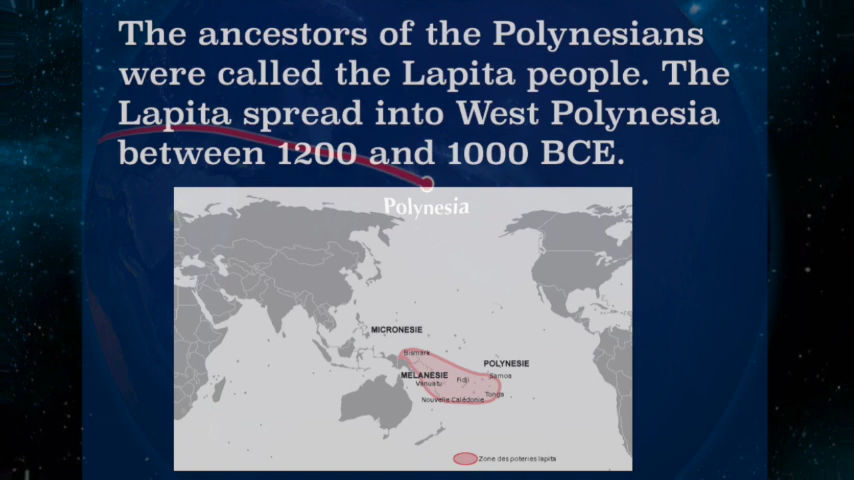 The ancestors of the Polynesians
were called the Lapita people. The
Lapita spread into West Polynesia
between 1200 and 1000 BCE.
Polynesia
MICRONESIE
Bismark
POLYNESIE
MELANESIE
Samoa
Fidji
Vanuatu
Tonga
Nouvelle Calédonie
Zone des poteries lapita